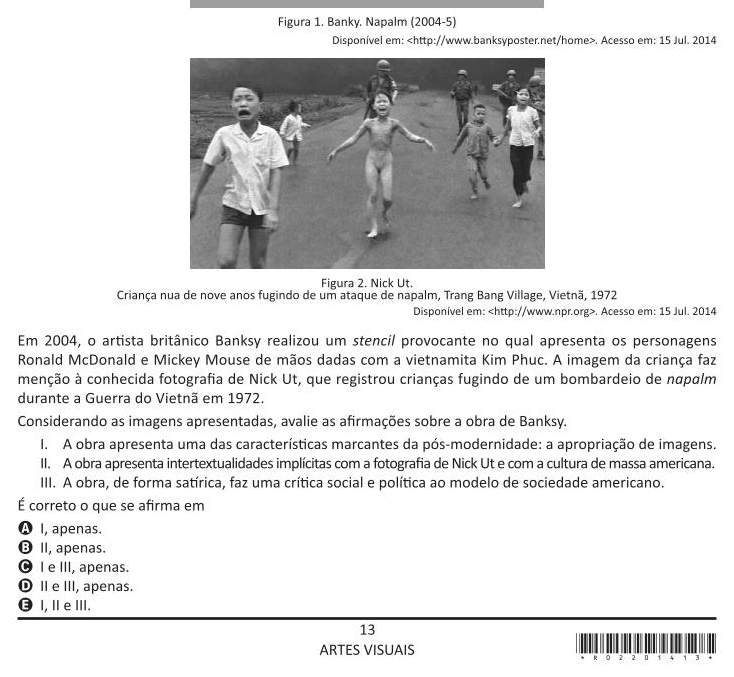 Figura 1. Banky. Napalm (2004-5)
Disponível em: <http://www.banksyposter.net/home>. Acesso em: 15 Jul. 2014
Figura 2. Nick Ut.
Criança nua de nove anos fugindo de um ataque de napalm, Trang Bang Village, Vietnã, 1972
Disponível em: <http://www.npr.org>. Acesso em: 15 Jul. 2014
Em 2004, o artista britânico Banksy realizou um stencil provocante no qual apresenta os personagens
Ronald McDonald e Mickey Mouse de mãos dadas com a vietnamita Kim Phuc. A imagem da criança faz
menção à conhecida fotografia de Nick Ut, que registrou crianças fugindo de um bombardeio de napalm
durante a Guerra do Vietnã em 1972.
Considerando as imagens apresentadas, avalie as afirmações sobre a obra de Banksy.
I. A obra apresenta uma das características marcantes da pós-modernidade: a apropriação de imagens.
II. A obra apresenta intertextualidades implícitas com a fotografia de Nick Ut e com a cultura de massa americana.
III. A obra, de forma satírica, faz uma crítica social e política ao modelo de sociedade americano.
É correto o que se afirma em
A I, apenas.
B II, apenas.
C I e III, apenas.
D II e III, apenas.
E I, II e III.
13
ARTES VISUAIS
* R 0 2 2 0 1 4 1 3 *